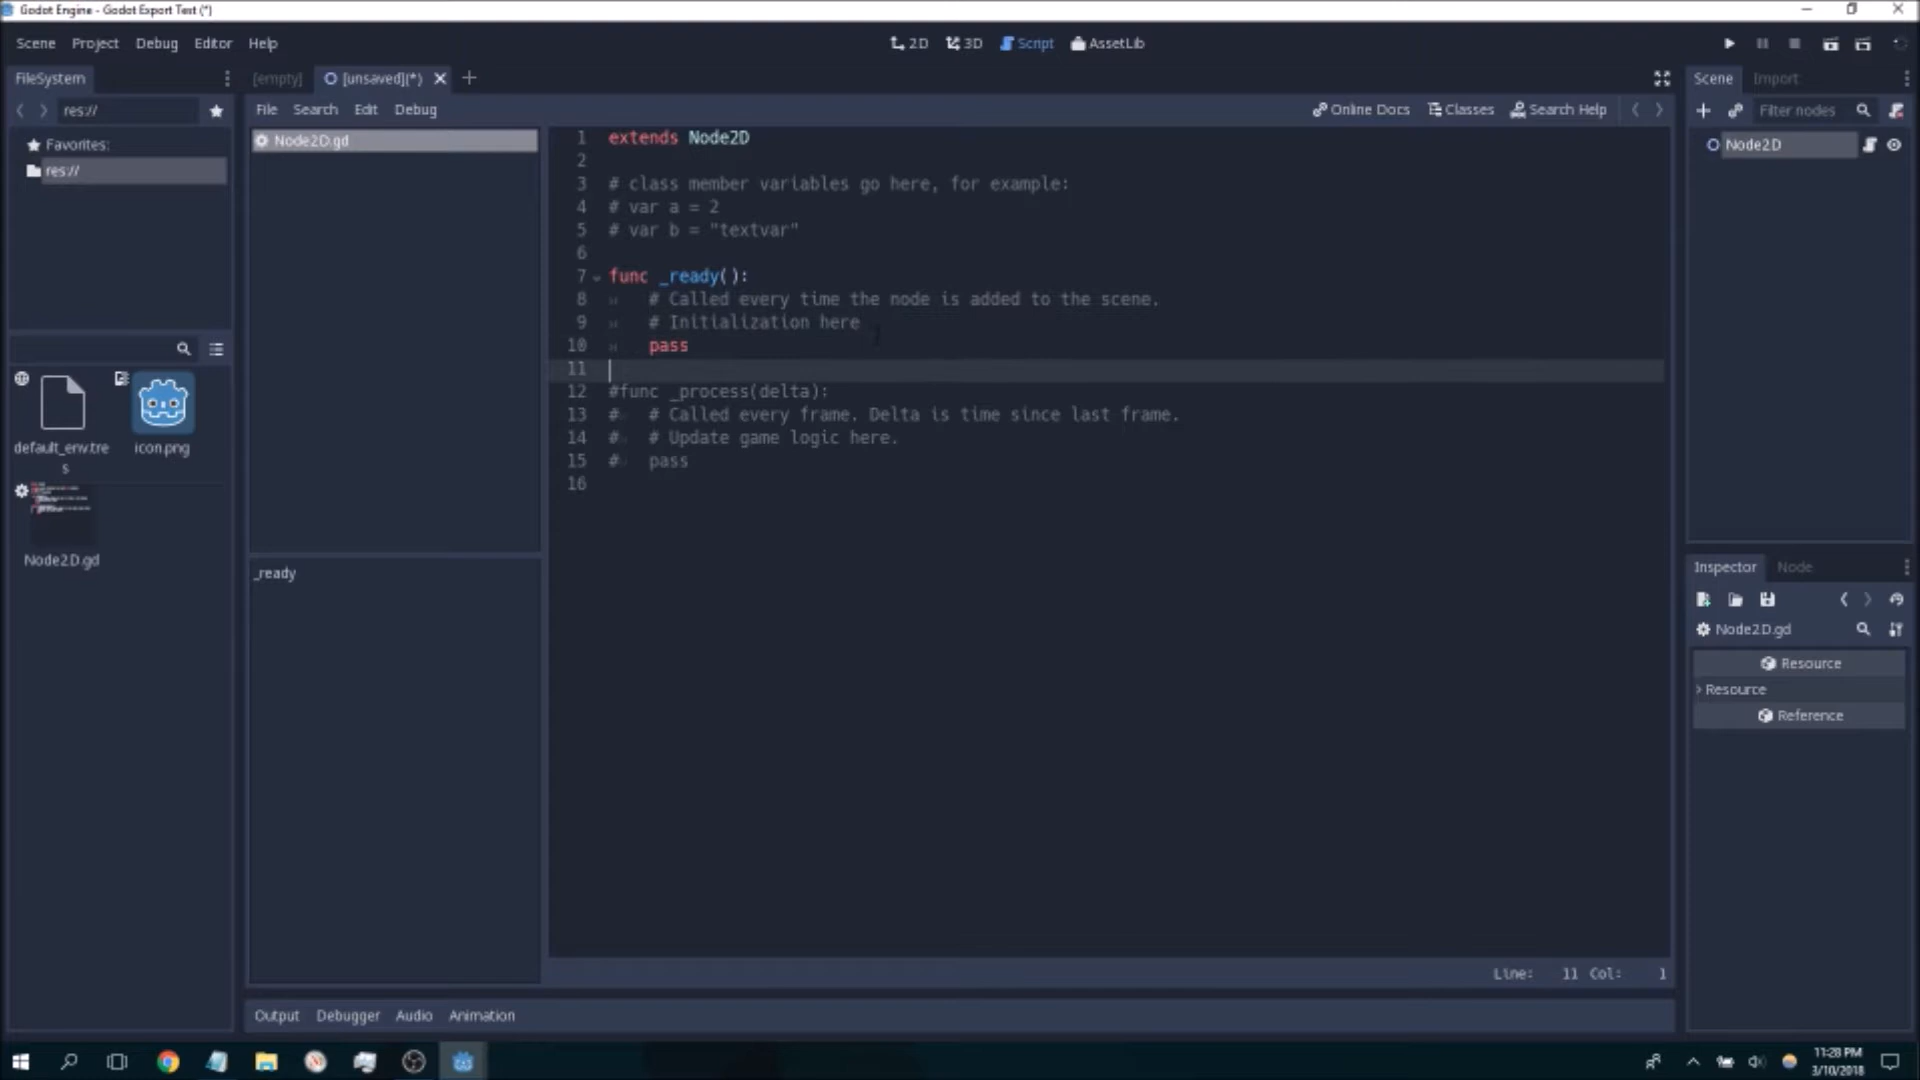 Godot Engine - Godot Export Test (*)
Scene Project Debug Editor Help
2D 3D Script AssetLib
FileSystem
[empty] [unsaved](*)
Scene Import
res://
File Search Edit Debug
Online Docs Classes Search Help
Filter nodes
Favorites:
res://
Node2D.gd
Node2D
1 extends Node2D
2
3 # class member variables go here, for example:
4 # var a = 2
5 # var b = "textvar"
6
7 func _ready():
8 # Called every time the node is added to the scene.
9 # Initialization here
10 pass
11
12 #func _process(delta):
13 # # Called every frame. Delta is time since last frame.
14 # # Update game logic here.
15 # pass
16
default_env.tre
s
icon.png
Node2D.gd
_ready
Inspector Node
Node2D.gd
Resource
Resource
Reference
Line: 11 Col: 1
Output Debugger Audio Animation
11:28 PM
3/10/2018